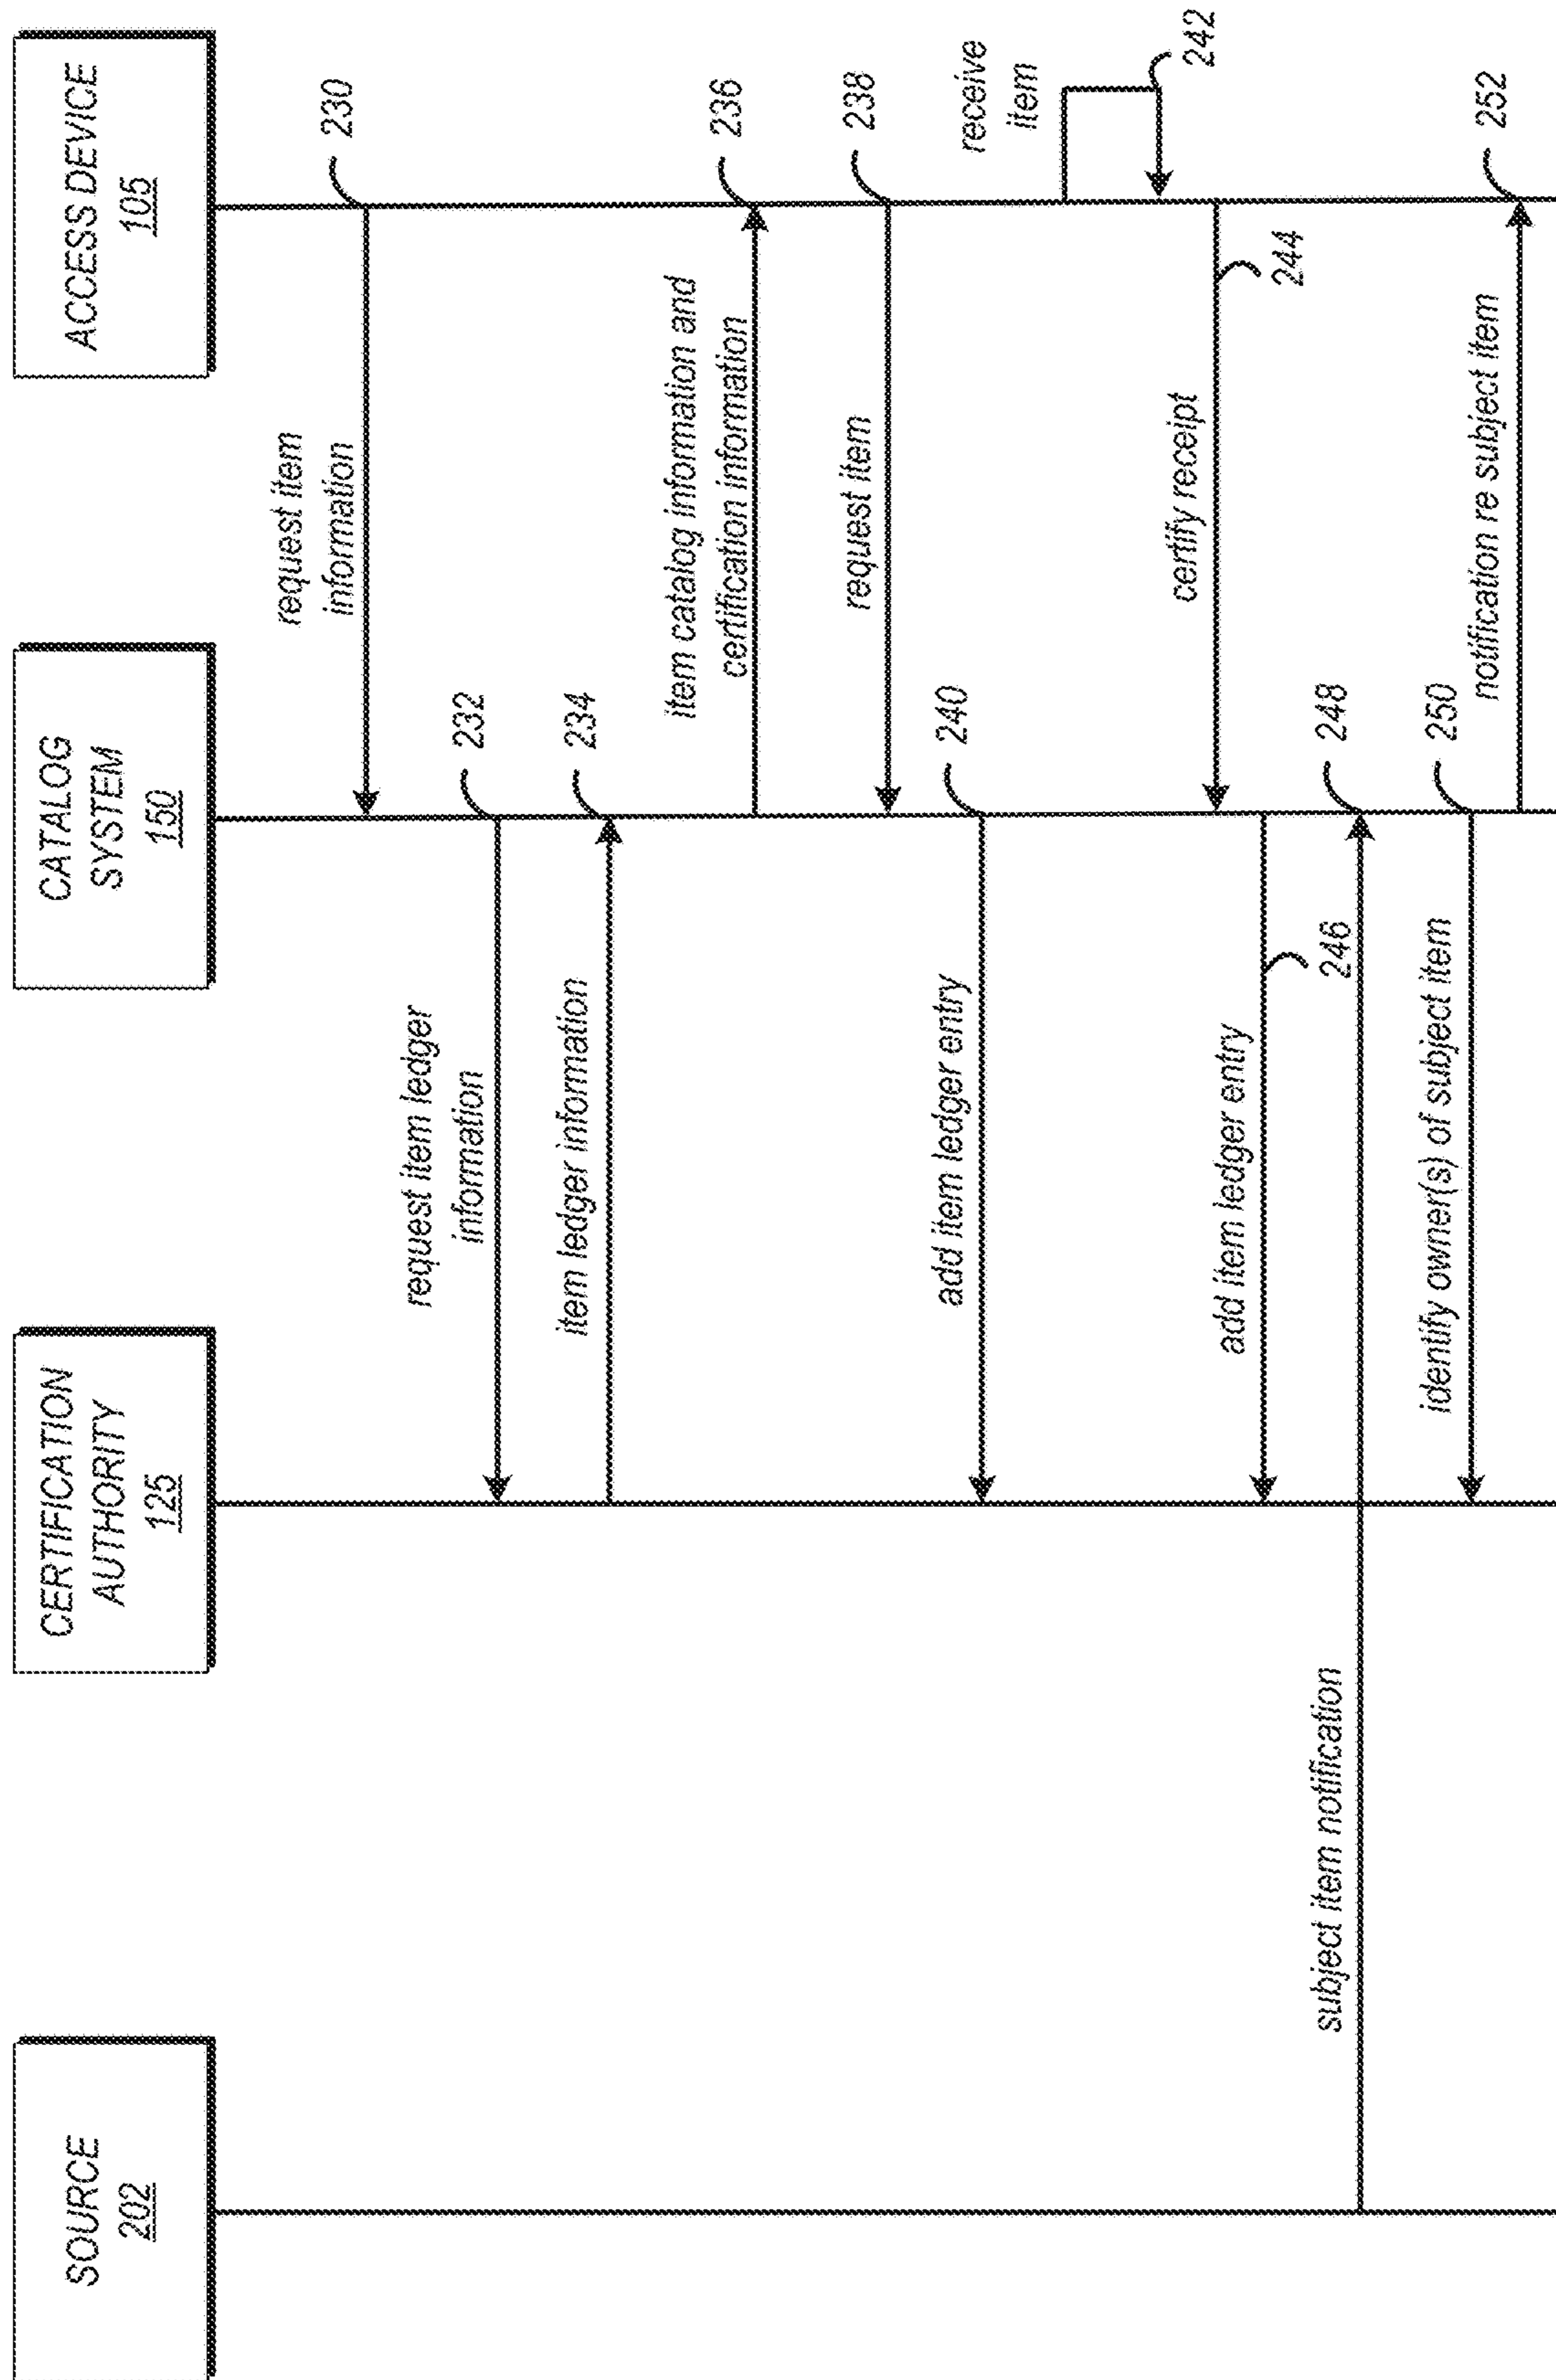 SOURCE
202
CERTIFICATION
AUTHORITY
125
CATALOG
SYSTEM
150
ACCESS DEVICE
105
request item
information
230
request item ledger
information
232
item ledger information
234
item catalog information and
certification information
236
request item
238
add item ledger entry
240
receive
item
242
certify receipt
244
add item ledger entry
246
subject item notification
248
identify owner(s) of subject item
250
notification re subject item
252